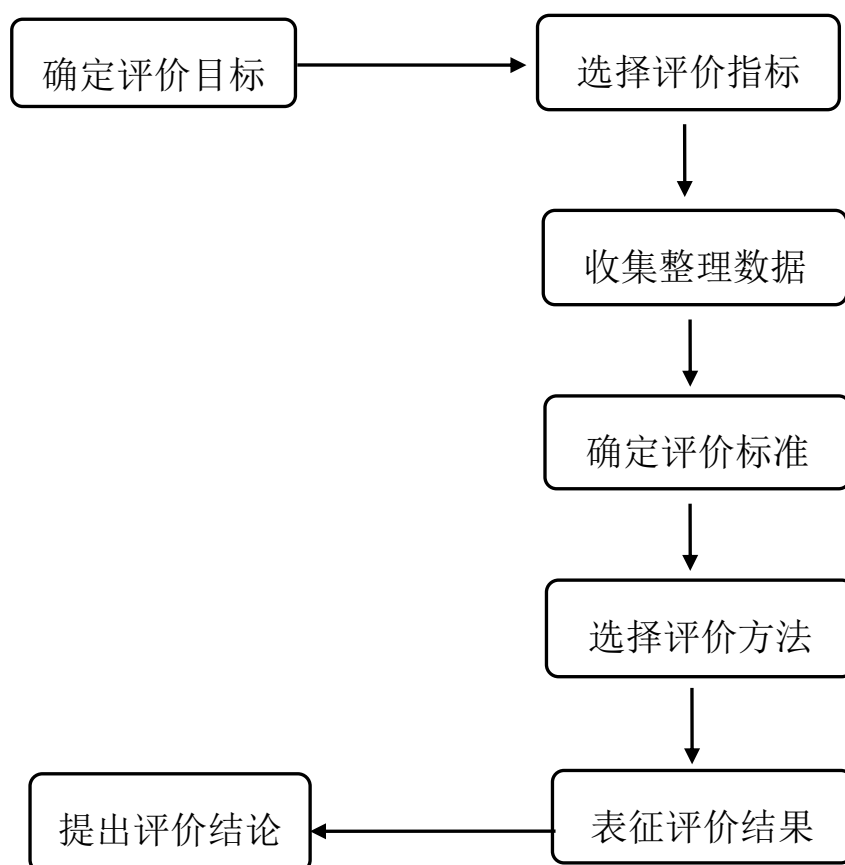 确定评价目标
选择评价指标
收集整理数据
确定评价标准
选择评价方法
表征评价结果
提出评价结论